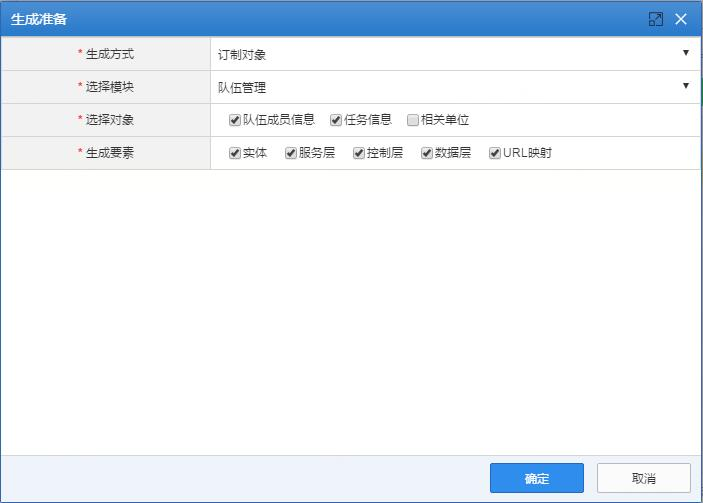 生成准备
* 生成方式 订制对象
* 选择模块 队伍管理
* 选择对象 队伍成员信息 任务信息 相关单位
* 生成要素 实体 服务层 控制层 数据层 URL映射
确定 取消